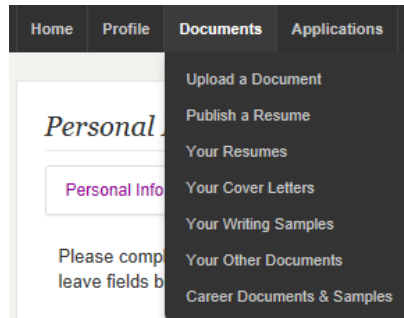 Home Profile Documents Applications
Upload a Document
Publish a Resume
Your Resumes
Your Cover Letters
Your Writing Samples
Your Other Documents
Career Documents & Samples
Personal
Personal Info
Please compl
leave fields b